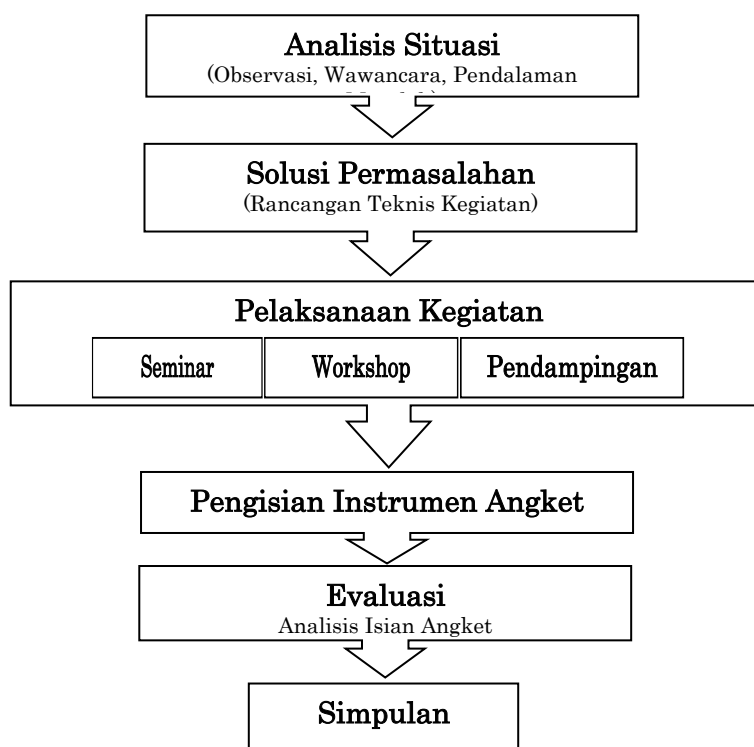 Analisis Situasi
(Observasi, Wawancara, Pendalaman
Solusi Permasalahan
(Rancangan Teknis Kegiatan)
Pelaksanaan Kegiatan
Seminar Workshop Pendampingan
Pengisian Instrumen Angket
Evaluasi
Analisis Isian Angket
Simpulan